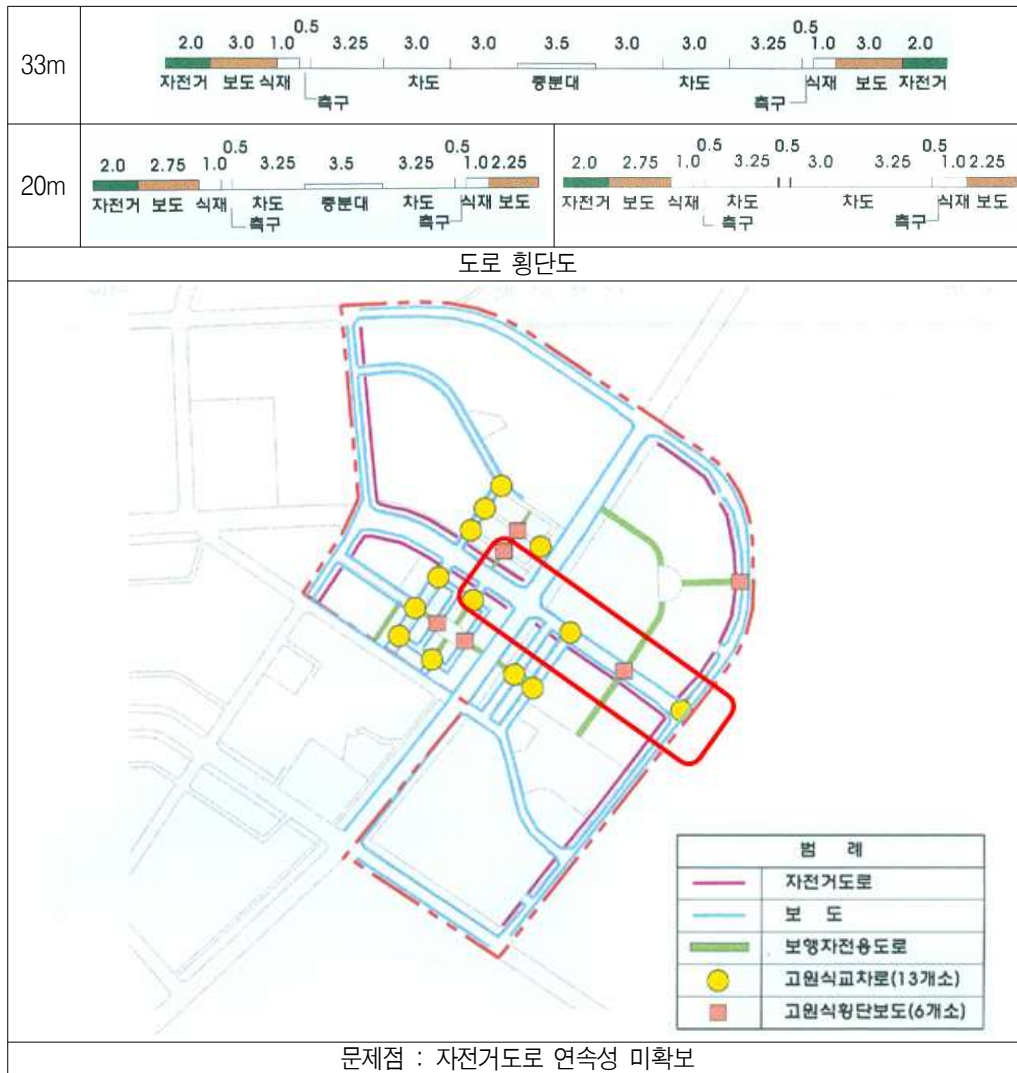 33m
0.5 0.5
2.0 3.0 1.0 3.25 3.0 3.0 3.5 3.0 3.0 3.25 1.0 3.0 2.0
자전거 보도 식재 차도 중분대 차도 식재 보도 자전거
측구 측구
20m
0.5 0.5
2.0 2.75 1.0 3.25 3.5 3.25 1.0 2.25
자전거 보도 식재 차도 중분대 차도 식재 보도
측구 측구
0.5 0.5 0.5
2.0 2.75 1.0 3.25 3.0 3.25 1.0 2.25
자전거 보도 식재 차도 차도 식재 보도
측구 측구
도로 횡단도
범 례
자전거도로
보 도
보행자전용도로
고원식교차로(13개소)
고원식횡단보도(6개소)
문제점 : 자전거도로 연속성 미확보